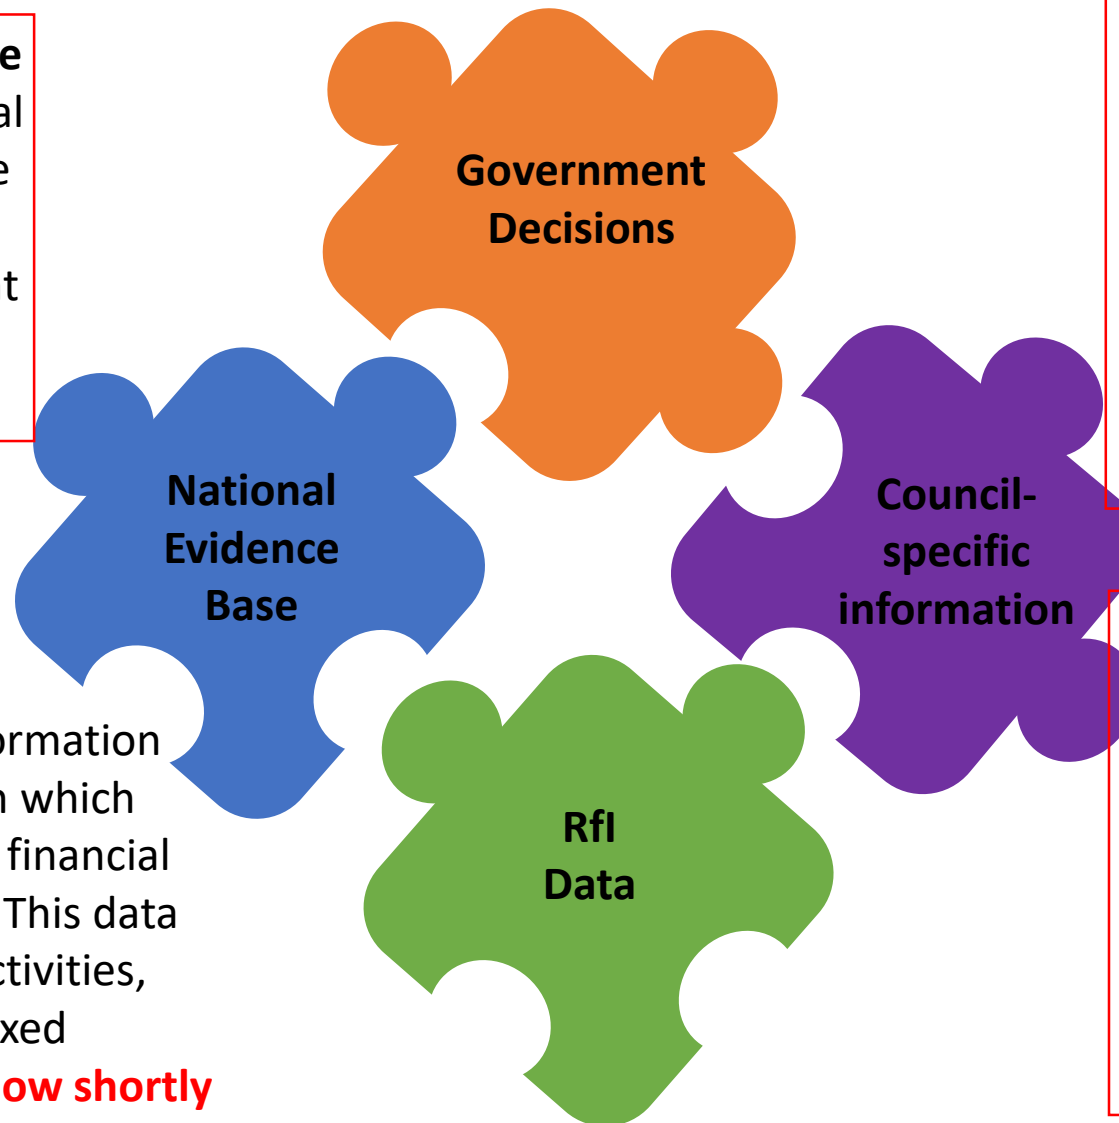 e
al
e
t
Government
Decisions
National
Evidence
Base
Council-
specific
information
ormation
which
financial
This data
ctivities,
xed
ow shortly
RfI
Data